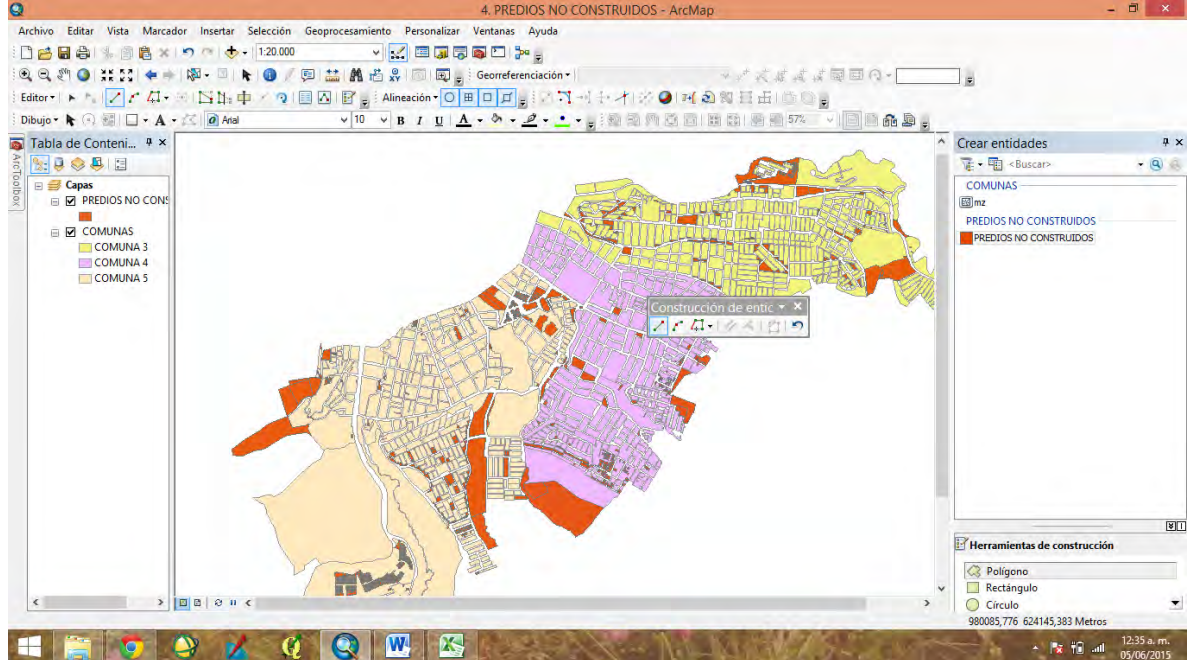 4. PREDIOS NO CONSTRUIDOS - ArcMap
Archivo Editar Vista Marcador Insertar Selección Geoprocesamiento Personalizar Ventanas Ayuda
1:20.000
Georreferenciación
Editor Alineación
Dibujo A Arial 10 B I U A 57%
Tabla de Conteni...
ArcToolbox
Capas
PREDIOS NO CONS
COMUNAS
COMUNA 3
COMUNA 4
COMUNA 5
Construcción de entic
Crear entidades
<Buscar>
COMUNAS
mz
PREDIOS NO CONSTRUIDOS
PREDIOS NO CONSTRUIDOS
Herramientas de construcción
Polígono
Rectángulo
Círculo
980085,776 624145,383 Metros
12:35 a. m.
05/06/2015